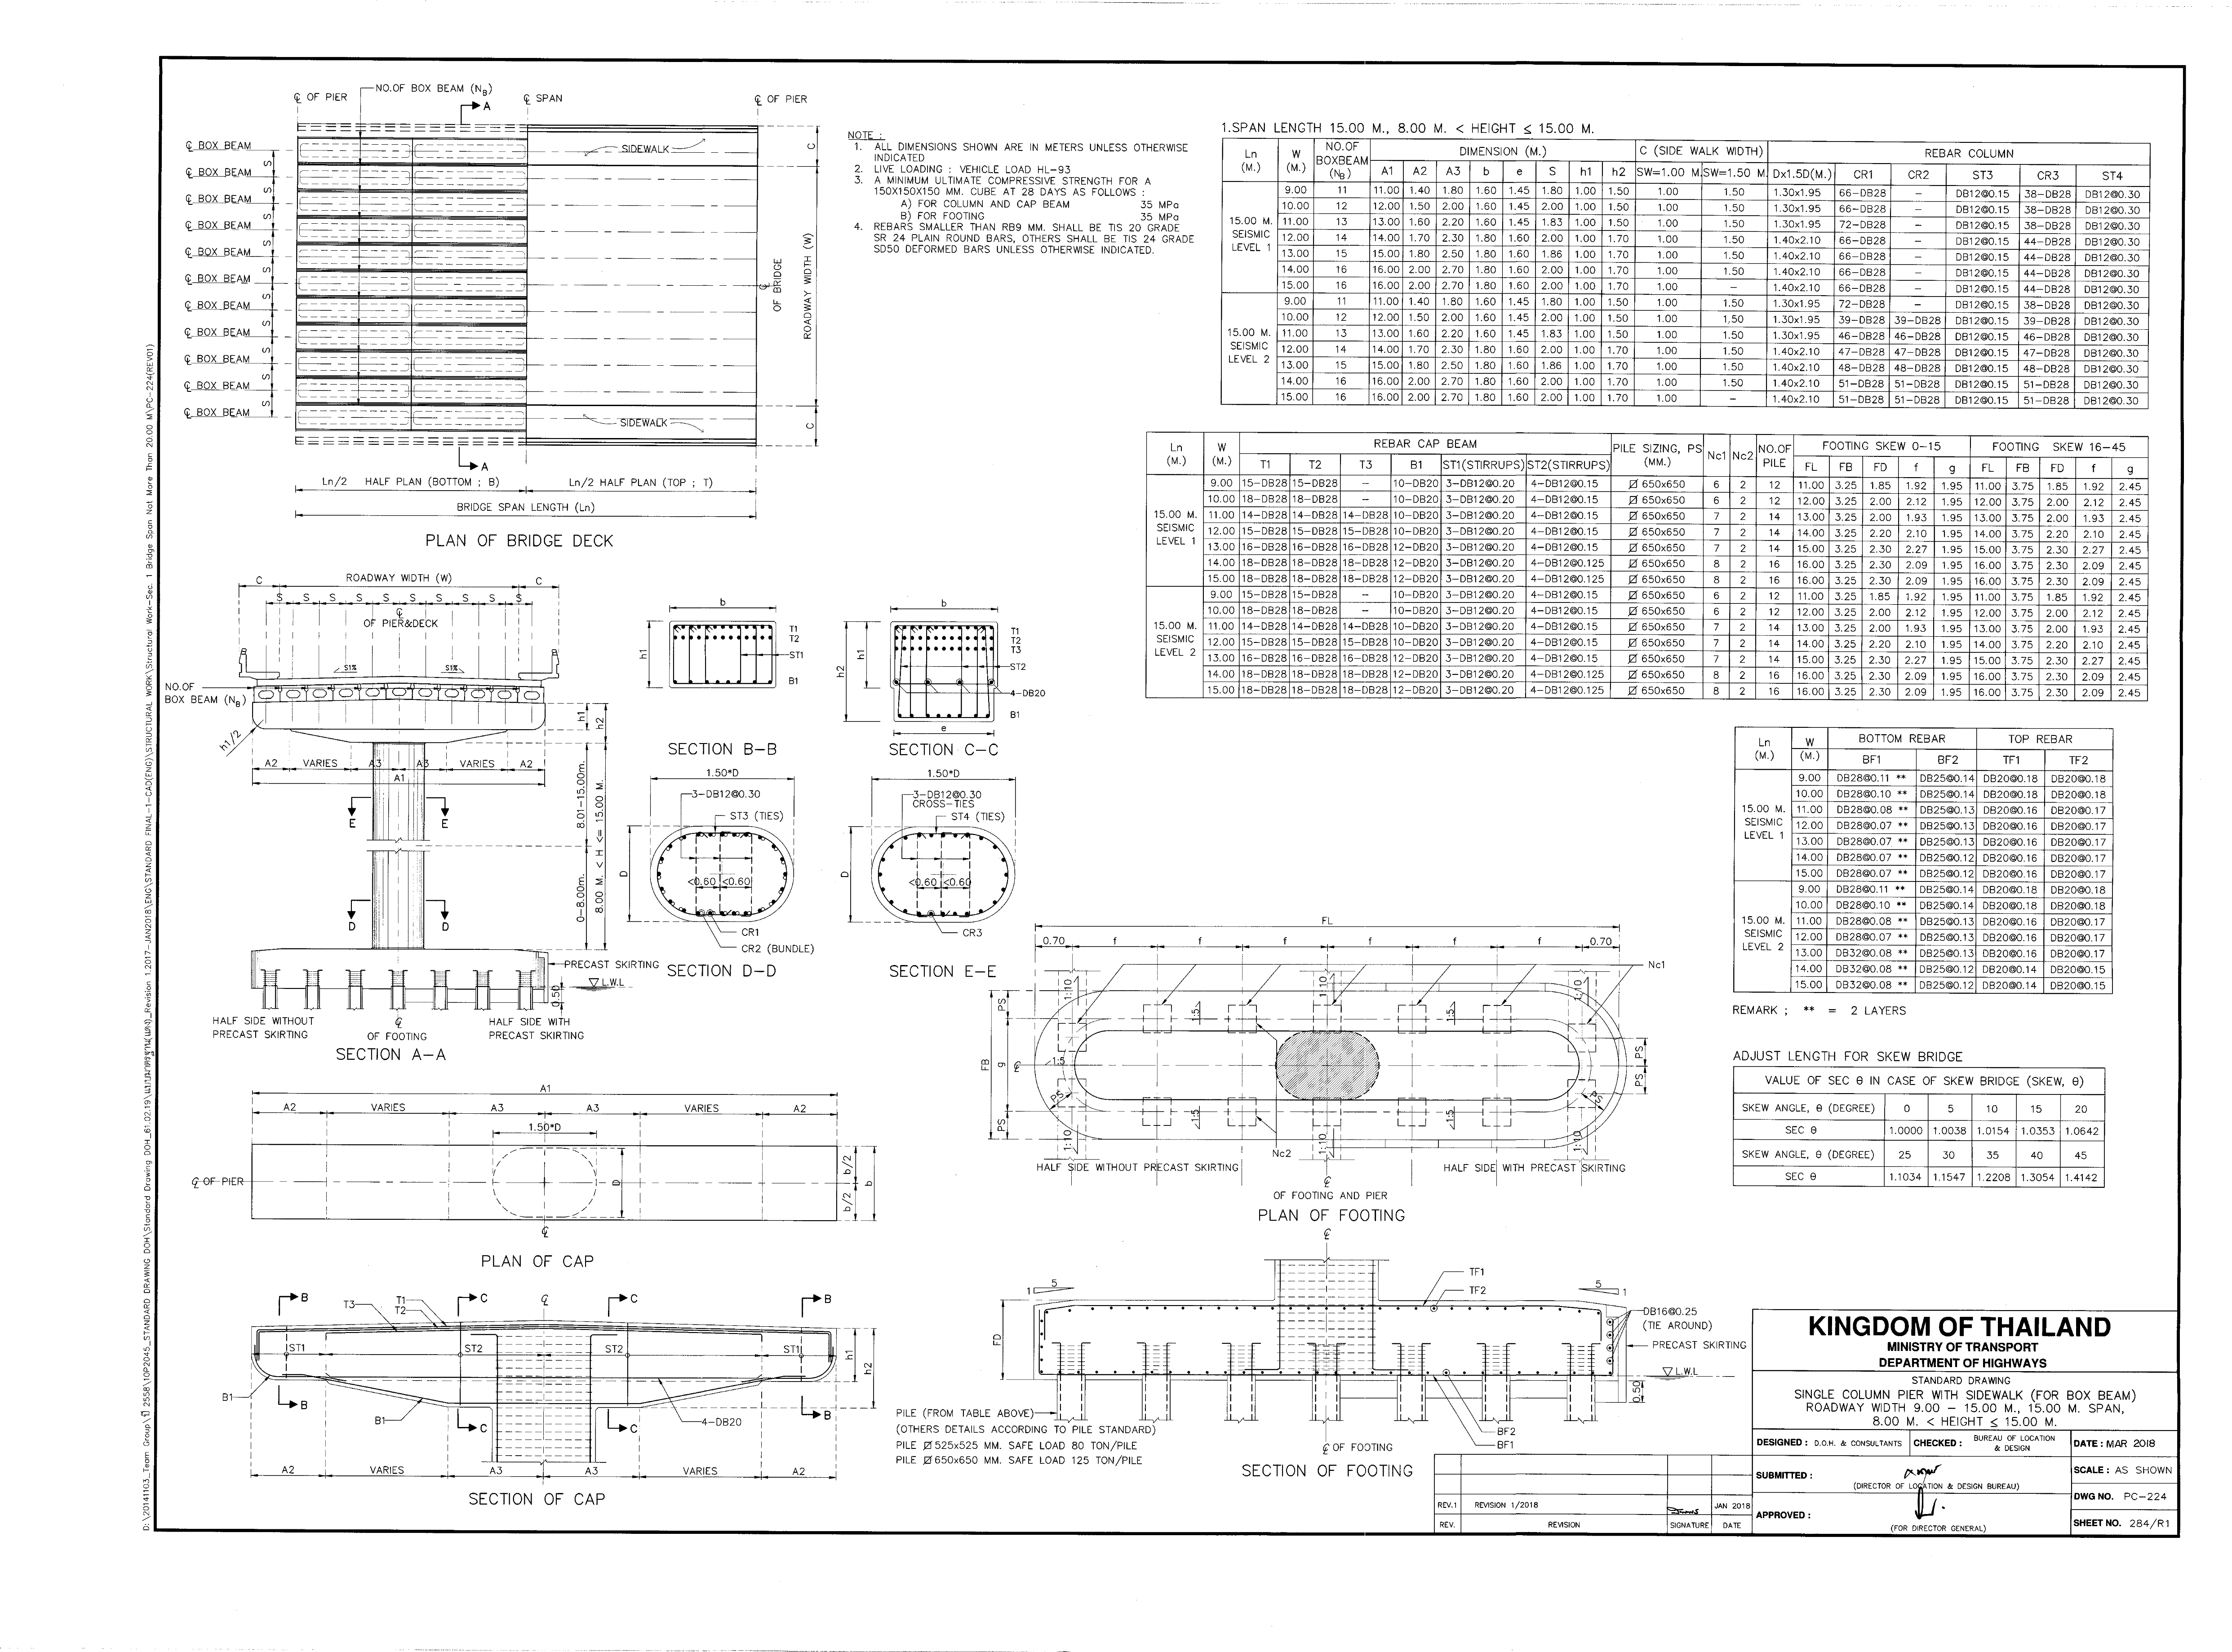 NO.OF BOX BEAM (NB)
℄ OF PIER
A
℄ SPAN
℄ OF PIER
℄ BOX BEAM
℄ BOX BEAM
℄ BOX BEAM
℄ BOX BEAM
℄ BOX BEAM
℄ BOX BEAM
℄ BOX BEAM
℄ BOX BEAM
℄ BOX BEAM
℄ BOX BEAM
℄ BOX BEAM
S S S S S S S S S S
SIDEWALK
SIDEWALK
C
ROADWAY WIDTH (W)
C
℄ OF BRIDGE
A
Ln/2 HALF PLAN (BOTTOM ; B)
Ln/2 HALF PLAN (TOP ; T)
BRIDGE SPAN LENGTH (Ln)
PLAN OF BRIDGE DECK
NOTE :
1. ALL DIMENSIONS SHOWN ARE IN METERS UNLESS OTHERWISE
INDICATED
2. LIVE LOADING : VEHICLE LOAD HL-93
3. A MINIMUM ULTIMATE COMPRESSIVE STRENGTH FOR A
150X150X150 MM. CUBE AT 28 DAYS AS FOLLOWS :
A) FOR COLUMN AND CAP BEAM 35 MPa
B) FOR FOOTING 35 MPa
4. REBARS SMALLER THAN RB9 MM. SHALL BE TIS 20 GRADE
SR 24 PLAIN ROUND BARS, OTHERS SHALL BE TIS 24 GRADE
SD50 DEFORMED BARS UNLESS OTHERWISE INDICATED.
1.SPAN LENGTH 15.00 M., 8.00 M. < HEIGHT ≤ 15.00 M.
Ln (M.) W (M.) NO.OF BOXBEAM (NB) DIMENSION (M.) C (SIDE WALK WIDTH) REBAR COLUMN
A1 A2 A3 b e S h1 h2 SW=1.00 M. SW=1.50 M. Dx1.5D(M.) CR1 CR2 ST3 CR3 ST4
15.00 M. SEISMIC LEVEL 1
9.00 11 11.00 1.40 1.80 1.60 1.45 1.80 1.00 1.50 1.00 1.50 1.30x1.95 66-DB28 - DB12@0.15 38-DB28 DB12@0.30
10.00 12 12.00 1.50 2.00 1.60 1.45 2.00 1.00 1.50 1.00 1.50 1.30x1.95 66-DB28 - DB12@0.15 38-DB28 DB12@0.30
11.00 13 13.00 1.60 2.20 1.60 1.45 1.83 1.00 1.50 1.00 1.50 1.30x1.95 72-DB28 - DB12@0.15 38-DB28 DB12@0.30
12.00 14 14.00 1.70 2.30 1.80 1.60 2.00 1.00 1.70 1.00 1.50 1.40x2.10 66-DB28 - DB12@0.15 44-DB28 DB12@0.30
13.00 15 15.00 1.80 2.50 1.80 1.60 1.86 1.00 1.70 1.00 1.50 1.40x2.10 66-DB28 - DB12@0.15 44-DB28 DB12@0.30
14.00 16 16.00 2.00 2.70 1.80 1.60 2.00 1.00 1.70 1.00 1.50 1.40x2.10 66-DB28 - DB12@0.15 44-DB28 DB12@0.30
15.00 16 16.00 2.00 2.70 1.80 1.60 2.00 1.00 1.70 1.00 - 1.40x2.10 66-DB28 - DB12@0.15 44-DB28 DB12@0.30
15.00 M. SEISMIC LEVEL 2
9.00 11 11.00 1.40 1.80 1.60 1.45 1.80 1.00 1.50 1.00 1.50 1.30x1.95 72-DB28 - DB12@0.15 38-DB28 DB12@0.30
10.00 12 12.00 1.50 2.00 1.60 1.45 2.00 1.00 1.50 1.00 1.50 1.30x1.95 39-DB28 39-DB28 DB12@0.15 39-DB28 DB12@0.30
11.00 13 13.00 1.60 2.20 1.60 1.45 1.83 1.00 1.50 1.00 1.50 1.30x1.95 46-DB28 46-DB28 DB12@0.15 46-DB28 DB12@0.30
12.00 14 14.00 1.70 2.30 1.80 1.60 2.00 1.00 1.70 1.00 1.50 1.40x2.10 47-DB28 47-DB28 DB12@0.15 47-DB28 DB12@0.30
13.00 15 15.00 1.80 2.50 1.80 1.60 1.86 1.00 1.70 1.00 1.50 1.40x2.10 48-DB28 48-DB28 DB12@0.15 48-DB28 DB12@0.30
14.00 16 16.00 2.00 2.70 1.80 1.60 2.00 1.00 1.70 1.00 1.50 1.40x2.10 51-DB28 51-DB28 DB12@0.15 51-DB28 DB12@0.30
15.00 16 16.00 2.00 2.70 1.80 1.60 2.00 1.00 1.70 1.00 - 1.40x2.10 51-DB28 51-DB28 DB12@0.15 51-DB28 DB12@0.30
Ln (M.) W (M.) REBAR CAP BEAM PILE SIZING, PS (MM.) Nc1 Nc2 NO.OF PILE FOOTING SKEW 0-15 FOOTING SKEW 16-45
T1 T2 T3 B1 ST1(STIRRUPS) ST2(STIRRUPS) FL FB FD f g FL FB FD f g
15.00 M. SEISMIC LEVEL 1
9.00 15-DB28 15-DB28 - 10-DB20 3-DB12@0.20 4-DB12@0.15 ⌷ 650x650 6 2 12 11.00 3.25 1.85 1.92 1.95 11.00 3.75 1.85 1.92 2.45
10.00 18-DB28 18-DB28 - 10-DB20 3-DB12@0.20 4-DB12@0.15 ⌷ 650x650 6 2 12 12.00 3.25 2.00 2.12 1.95 12.00 3.75 2.00 2.12 2.45
11.00 14-DB28 14-DB28 14-DB28 10-DB20 3-DB12@0.20 4-DB12@0.15 ⌷ 650x650 7 2 14 13.00 3.25 2.00 1.93 1.95 13.00 3.75 2.00 1.93 2.45
12.00 15-DB28 15-DB28 15-DB28 10-DB20 3-DB12@0.20 4-DB12@0.15 ⌷ 650x650 7 2 14 14.00 3.25 2.20 2.10 1.95 14.00 3.75 2.20 2.10 2.45
13.00 16-DB28 16-DB28 16-DB28 12-DB20 3-DB12@0.20 4-DB12@0.15 ⌷ 650x650 7 2 14 15.00 3.25 2.30 2.27 1.95 15.00 3.75 2.30 2.27 2.45
14.00 18-DB28 18-DB28 18-DB28 12-DB20 3-DB12@0.20 4-DB12@0.125 ⌷ 650x650 8 2 16 16.00 3.25 2.30 2.09 1.95 16.00 3.75 2.30 2.09 2.45
15.00 18-DB28 18-DB28 18-DB28 12-DB20 3-DB12@0.20 4-DB12@0.125 ⌷ 650x650 8 2 16 16.00 3.25 2.30 2.09 1.95 16.00 3.75 2.30 2.09 2.45
15.00 M. SEISMIC LEVEL 2
9.00 15-DB28 15-DB28 - 10-DB20 3-DB12@0.20 4-DB12@0.15 ⌷ 650x650 6 2 12 11.00 3.25 1.85 1.92 1.95 11.00 3.75 1.85 1.92 2.45
10.00 18-DB28 18-DB28 - 10-DB20 3-DB12@0.20 4-DB12@0.15 ⌷ 650x650 6 2 12 12.00 3.25 2.00 2.12 1.95 12.00 3.75 2.00 2.12 2.45
11.00 14-DB28 14-DB28 14-DB28 10-DB20 3-DB12@0.20 4-DB12@0.15 ⌷ 650x650 7 2 14 13.00 3.25 2.00 1.93 1.95 13.00 3.75 2.00 1.93 2.45
12.00 15-DB28 15-DB28 15-DB28 10-DB20 3-DB12@0.20 4-DB12@0.15 ⌷ 650x650 7 2 14 14.00 3.25 2.20 2.10 1.95 14.00 3.75 2.20 2.10 2.45
13.00 16-DB28 16-DB28 16-DB28 12-DB20 3-DB12@0.20 4-DB12@0.15 ⌷ 650x650 7 2 14 15.00 3.25 2.30 2.27 1.95 15.00 3.75 2.30 2.27 2.45
14.00 18-DB28 18-DB28 18-DB28 12-DB20 3-DB12@0.20 4-DB12@0.125 ⌷ 650x650 8 2 16 16.00 3.25 2.30 2.09 1.95 16.00 3.75 2.30 2.09 2.45
15.00 18-DB28 18-DB28 18-DB28 12-DB20 3-DB12@0.20 4-DB12@0.125 ⌷ 650x650 8 2 16 16.00 3.25 2.30 2.09 1.95 16.00 3.75 2.30 2.09 2.45
Ln (M.) W (M.) BOTTOM REBAR TOP REBAR
BF1 BF2 TF1 TF2
15.00 M. SEISMIC LEVEL 1
9.00 DB28@0.11 ** DB25@0.14 DB20@0.18 DB20@0.18
10.00 DB28@0.10 ** DB25@0.14 DB20@0.18 DB20@0.18
11.00 DB28@0.08 ** DB25@0.13 DB20@0.16 DB20@0.17
12.00 DB28@0.07 ** DB25@0.13 DB20@0.16 DB20@0.17
13.00 DB28@0.07 ** DB25@0.13 DB20@0.16 DB20@0.17
14.00 DB28@0.07 ** DB25@0.12 DB20@0.16 DB20@0.17
15.00 DB28@0.07 ** DB25@0.12 DB20@0.16 DB20@0.17
15.00 M. SEISMIC LEVEL 2
9.00 DB28@0.11 ** DB25@0.14 DB20@0.18 DB20@0.18
10.00 DB28@0.10 ** DB25@0.14 DB20@0.18 DB20@0.18
11.00 DB28@0.08 ** DB25@0.13 DB20@0.16 DB20@0.17
12.00 DB28@0.07 ** DB25@0.13 DB20@0.16 DB20@0.17
13.00 DB32@0.08 ** DB25@0.13 DB20@0.16 DB20@0.17
14.00 DB32@0.08 ** DB25@0.12 DB20@0.14 DB20@0.15
15.00 DB32@0.08 ** DB25@0.12 DB20@0.14 DB20@0.15
REMARK ; ** = 2 LAYERS
ADJUST LENGTH FOR SKEW BRIDGE
VALUE OF SEC θ IN CASE OF SKEW BRIDGE (SKEW, θ)
SKEW ANGLE, θ (DEGREE) 0 5 10 15 20
SEC θ 1.0000 1.0038 1.0154 1.0353 1.0642
SKEW ANGLE, θ (DEGREE) 25 30 35 40 45
SEC θ 1.1034 1.1547 1.2208 1.3054 1.4142
C ROADWAY WIDTH (W) C
S S S S S S S S S S
℄
OF PIER&DECK
S1% S1%
NO.OF
BOX BEAM (NB)
h1/2
h1 h2
A2 VARIES A3 A3 VARIES A2
A1
E E
D D
8.01-15.00m.
0-8.00m.
8.00 M. < H <= 15.00 M.
PRECAST SKIRTING
L.W.L
0.50
HALF SIDE WITHOUT
PRECAST SKIRTING
℄
OF FOOTING
HALF SIDE WITH
PRECAST SKIRTING
SECTION A-A
b
h1
T1
T2
ST1
B1
SECTION B-B
b
h1
h2
T1
T2
T3
ST2
4-DB20
B1
e
SECTION C-C
1.50*D
3-DB12@0.30
ST3 (TIES)
D
<0.60 <0.60
CR1
CR2 (BUNDLE)
SECTION D-D
1.50*D
3-DB12@0.30
CROSS-TIES
ST4 (TIES)
D
<0.60 <0.60
CR3
SECTION E-E
A1
A2 VARIES A3 A3 VARIES A2
1.50*D
℄ OF PIER
D
b/2
b/2
b
℄
PLAN OF CAP
B C ℄ C B
T3
T1
T2
ST1 ST2 ST2 ST1
h1
h2
B1
B1
4-DB20
B C C B
A2 VARIES A3 A3 VARIES A2
SECTION OF CAP
FL
0.70 f f f f f f 0.70
Nc1
1:10 1:10 1:10
1:5 1:5
PS
FB
g
℄
1:5
PS
PS
PS
PS
PS
1:5 1:5
1:10 1:10 1:10
Nc2
HALF SIDE WITHOUT PRECAST SKIRTING
HALF SIDE WITH PRECAST SKIRTING
℄
OF FOOTING AND PIER
PLAN OF FOOTING
℄
1 5
5 1
TF1
TF2
FD
DB16@0.25
(TIE AROUND)
PRECAST SKIRTING
L.W.L
0.50
PILE (FROM TABLE ABOVE)
(OTHERS DETAILS ACCORDING TO PILE STANDARD)
PILE ⌷ 525x525 MM. SAFE LOAD 80 TON/PILE
PILE ⌷ 650x650 MM. SAFE LOAD 125 TON/PILE
BF2
BF1
℄ OF FOOTING
SECTION OF FOOTING
REV.1 REVISION 1/2018 JAN 2018
REV. REVISION SIGNATURE DATE
KINGDOM OF THAILAND
MINISTRY OF TRANSPORT
DEPARTMENT OF HIGHWAYS
STANDARD DRAWING
SINGLE COLUMN PIER WITH SIDEWALK (FOR BOX BEAM)
ROADWAY WIDTH 9.00 - 15.00 M., 15.00 M. SPAN,
8.00 M. < HEIGHT ≤ 15.00 M.
DESIGNED : D.O.H. & CONSULTANTS
CHECKED : BUREAU OF LOCATION & DESIGN
DATE : MAR 2018
SUBMITTED :
(DIRECTOR OF LOCATION & DESIGN BUREAU)
SCALE : AS SHOWN
DWG NO. PC-224
APPROVED :
(FOR DIRECTOR GENERAL)
SHEET NO. 284/R1